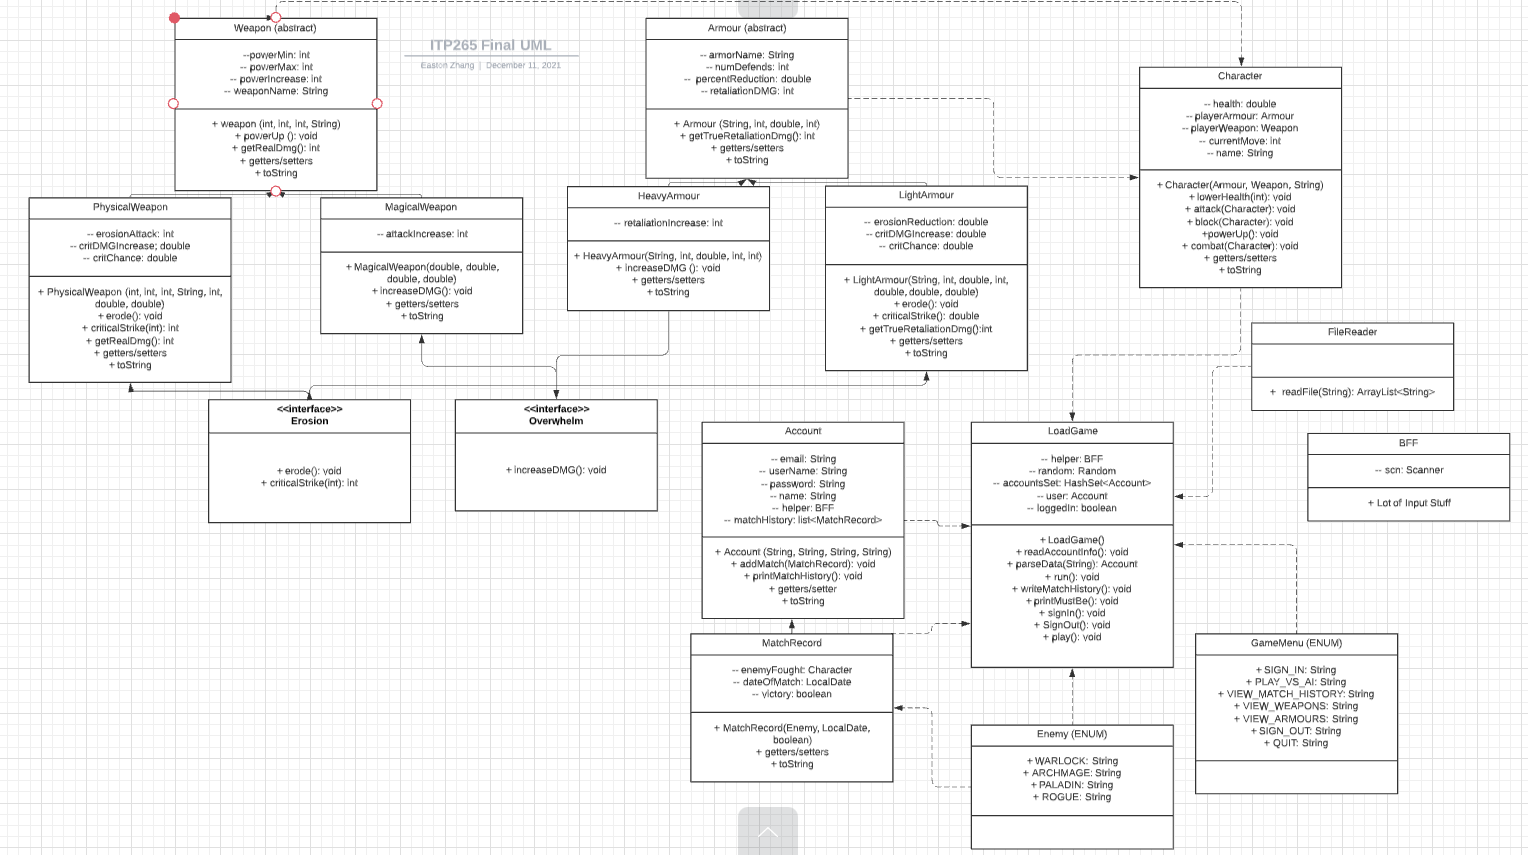 Weapon (abstract)
--powerMin: int
-- powerMax: int
-- powerIncrease: int
-- weaponName: String
+ weapon (int, int, int, String)
+ powerUp (): void
+ getRealDmg(): int
+ getters/setters
+ toString
ITP265 Final UML
Easton Zhang | December 11, 2021
Armour (abstract)
-- armorName: String
-- numDefends: int
-- percentReduction: double
-- retaliationDMG: int
+ Armour (String, int, double, int)
+ getTrueRetaliationDmg(): int
+ getters/setters
+ toString
Character
-- health: double
-- playerArmour: Armour
-- playerWeapon: Weapon
-- currentMove: int
-- name: String
+ Character(Armour, Weapon, String)
+ lowerHealth(int): void
+ attack(Character): void
+ block(Character): void
+powerUp(): void
+ combat(Character): void
+ getters/setters
+ toString
PhysicalWeapon
-- erosionAttack: int
-- critDMGIncrease; double
-- critChance: double
+ PhysicalWeapon (int, int, int, String, int,
double, double)
+ erode(): void
+ criticalStrike(int): int
+ getRealDmg(): int
+ getters/setters
+ toString
MagicalWeapon
-- attackIncrease: int
+ MagicalWeapon(double, double,
double, double)
+ increaseDMG(): void
+ getters/setters
+ toString
HeavyArmour
-- retaliationIncrease: int
+ HeavyArmour(String, int, double, int, int)
+ increaseDMG (): void
+ getters/setters
+ toString
LightArmour
-- erosionReduction: double
-- critDMGIncrease: double
-- critChance: double
+ LightArmour(String, int, double, int,
double, double, double)
+ erode(): void
+ criticalStrike(): double
+ getTrueRetaliationDmg():int
+ getters/setters
+ toString
FileReader
+ readFile(String): ArrayList<String>
<<interface>>
Erosion
+ erode(): void
+ criticalStrike(int): int
<<interface>>
Overwhelm
+ increaseDMG(): void
Account
-- email: String
-- userName: String
-- password: String
-- name: String
-- helper: BFF
-- matchHistory: list<MatchRecord>
+ Account (String, String, String, String)
+ addMatch(MatchRecord): void
+ printMatchHistory(): void
+ getters/setter
+ toString
LoadGame
-- helper: BFF
-- random: Random
-- accountsSet: HashSet<Account>
-- user: Account
-- loggedIn: boolean
+ LoadGame()
+ readAccountInfo(): void
+ parseData(String): Account
+ run(): void
+ writeMatchHistory(): void
+ printMustBe(): void
+ signIn(): void
+ SignOut(): void
+ play(): void
BFF
-- scn: Scanner
+ Lot of Input Stuff
MatchRecord
-- enemyFought: Character
-- dateOfMatch: LocalDate
-- victory: boolean
+ MatchRecord(Enemy, LocalDate,
boolean)
+ getters/setters
+ toString
GameMenu (ENUM)
+ SIGN_IN: String
+ PLAY_VS_AI: String
+ VIEW_MATCH_HISTORY: String
+ VIEW_WEAPONS: String
+ VIEW_ARMOURS: String
+ SIGN_OUT: String
+ QUIT: String
Enemy (ENUM)
+ WARLOCK: String
+ ARCHMAGE: String
+ PALADIN: String
+ ROGUE: String